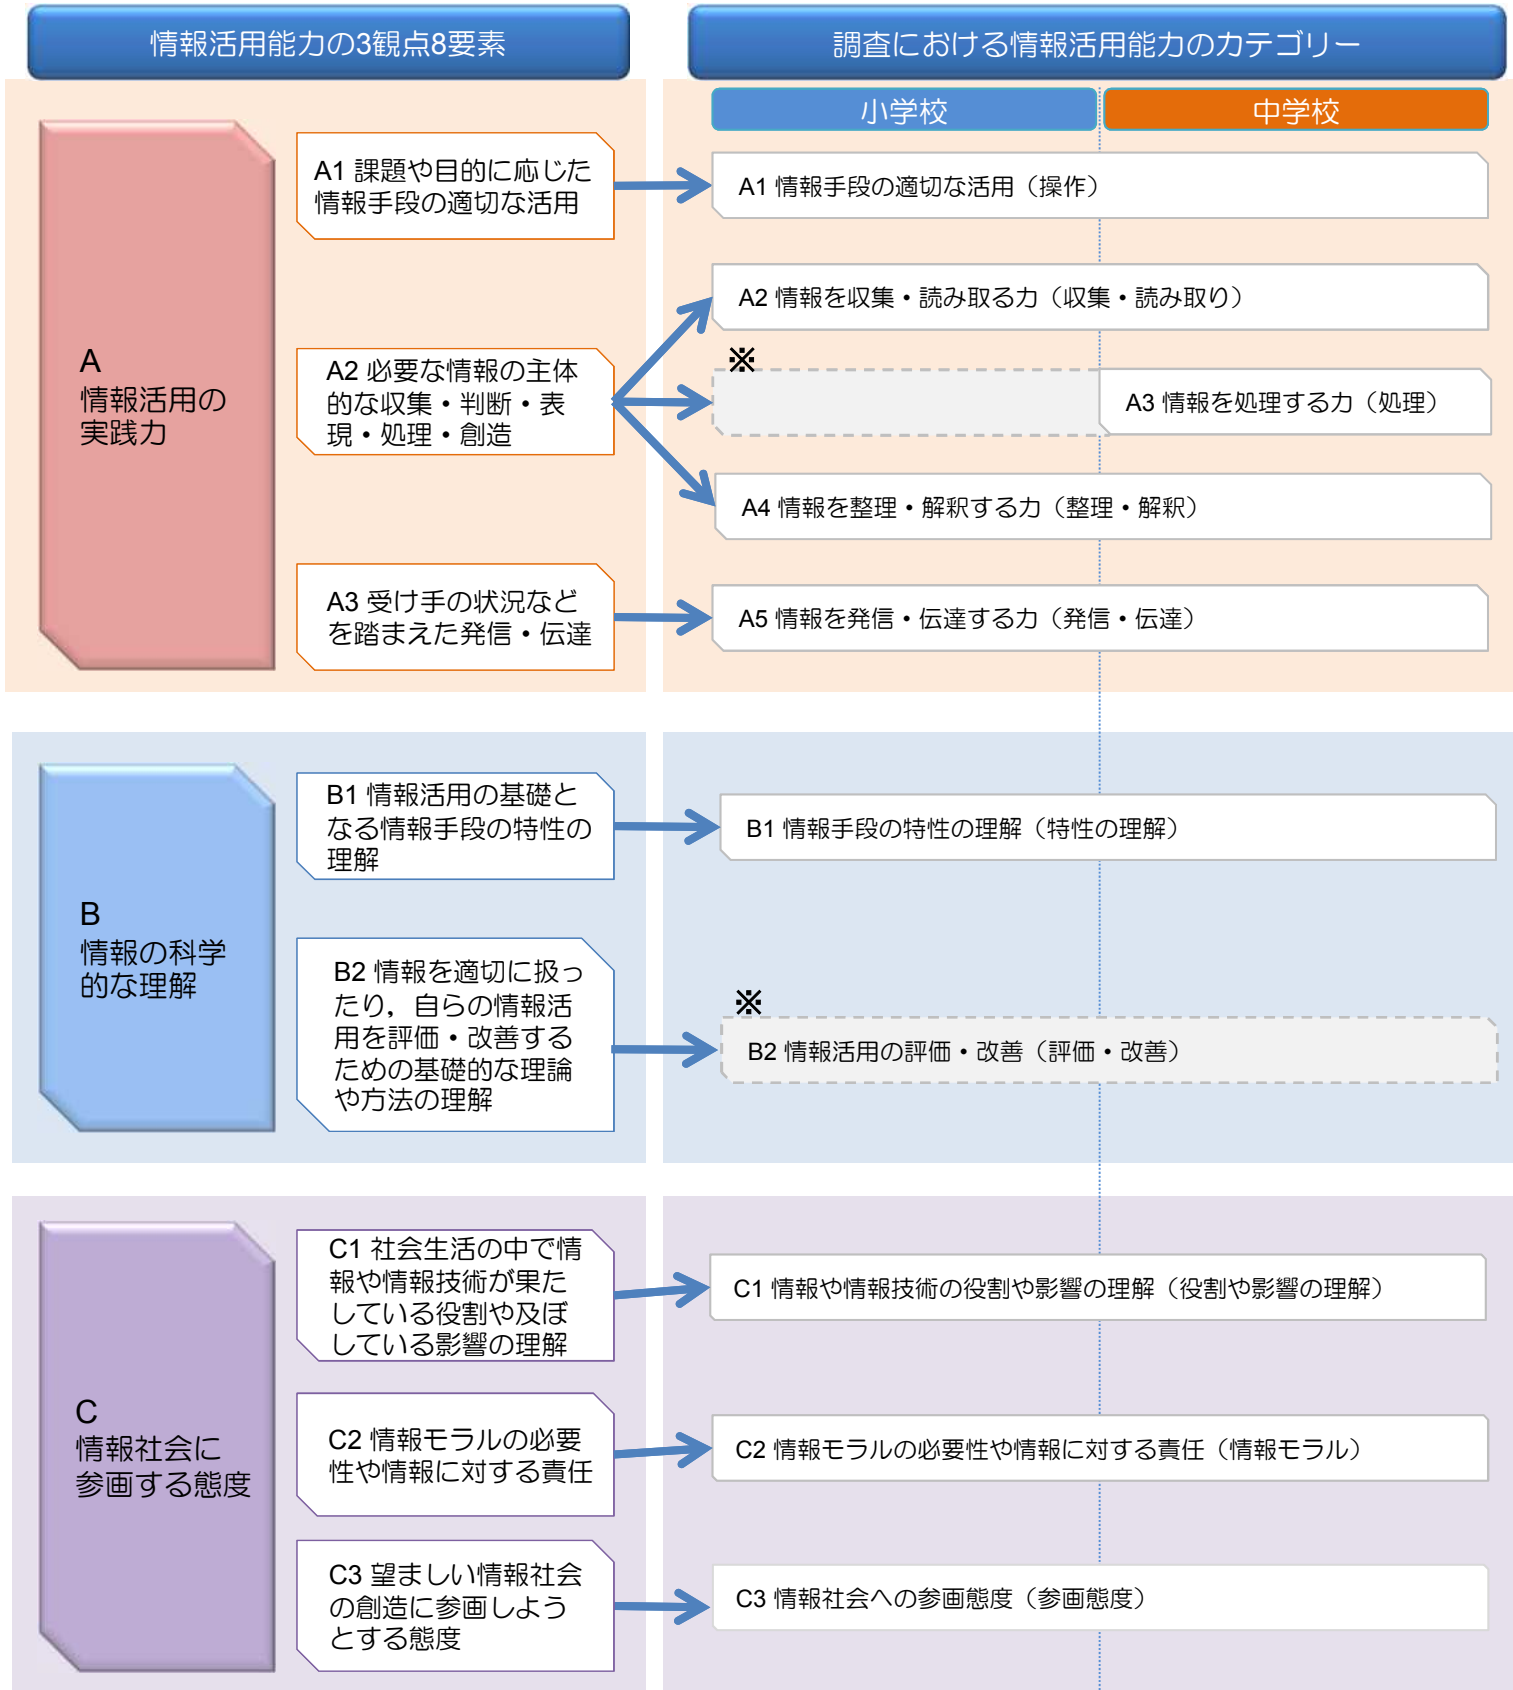 情報活用能力の3観点8要素
調査における情報活用能力のカテゴリー
小学校
中学校
A
情報活用の
実践力
A1 課題や目的に応じた
情報手段の適切な活用
A1 情報手段の適切な活用（操作）
A2 必要な情報の主体
的な収集・判断・表
現・処理・創造
A2 情報を収集・読み取る力（収集・読み取り）
※
A3 情報を処理する力（処理）
A4 情報を整理・解釈する力（整理・解釈）
A3 受け手の状況など
を踏まえた発信・伝達
A5 情報を発信・伝達する力（発信・伝達）
B
情報の科学
的な理解
B1 情報活用の基礎と
なる情報手段の特性の
理解
B1 情報手段の特性の理解（特性の理解）
B2 情報を適切に扱っ
たり，自らの情報活
用を評価・改善する
ための基礎的な理論
や方法の理解
※
B2 情報活用の評価・改善（評価・改善）
C
情報社会に
参画する態度
C1 社会生活の中で情
報や情報技術が果た
している役割や及ぼ
している影響の理解
C1 情報や情報技術の役割や影響の理解（役割や影響の理解）
C2 情報モラルの必要
性や情報に対する責任
C2 情報モラルの必要性や情報に対する責任（情報モラル）
C3 望ましい情報社会
の創造に参画しよう
とする態度
C3 情報社会への参画態度（参画態度）